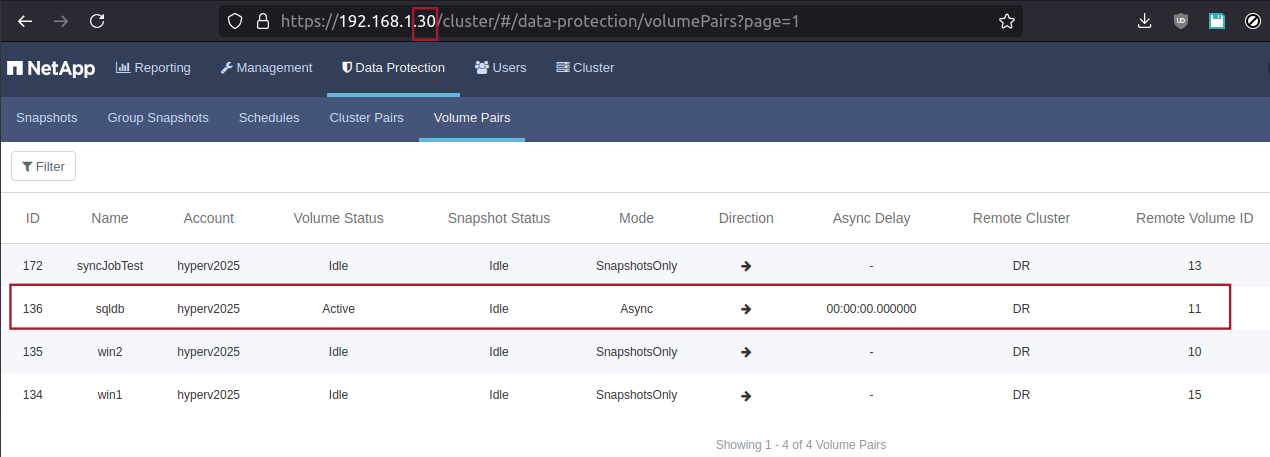 https://192.168.1.30/cluster/#/data-protection/volumePairs?page=1
NetApp Reporting Management Data Protection Users Cluster
Snapshots Group Snapshots Schedules Cluster Pairs Volume Pairs
Filter
ID Name Account Volume Status Snapshot Status Mode Direction Async Delay Remote Cluster Remote Volume ID
172 syncJobTest hyperv2025 Idle Idle SnapshotsOnly → - DR 13
136 sqldb hyperv2025 Active Idle Async → 00:00:00.000000 DR 11
135 win2 hyperv2025 Idle Idle SnapshotsOnly → - DR 10
134 win1 hyperv2025 Idle Idle SnapshotsOnly → - DR 15
Showing 1 - 4 of 4 Volume Pairs